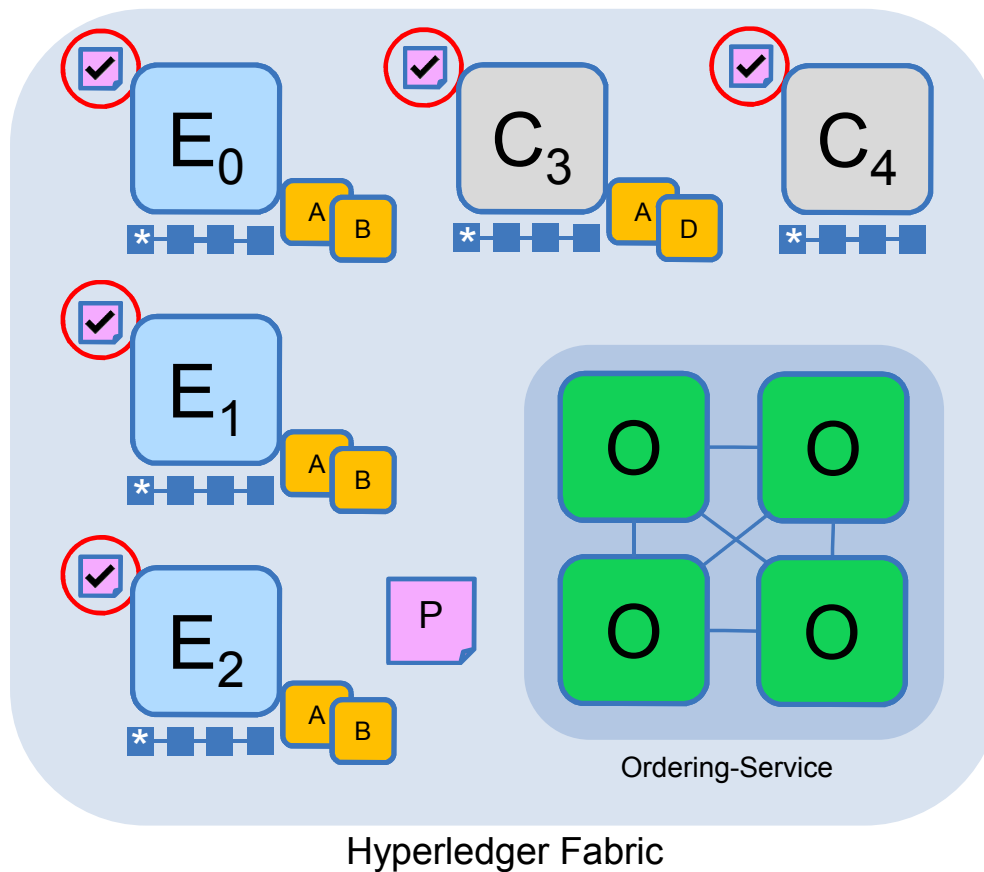 E0
A
B
*
C3
A
D
*
C4
*
E1
A
B
*
E2
A
B
*
P
O
O
O
O
Ordering-Service
Hyperledger Fabric